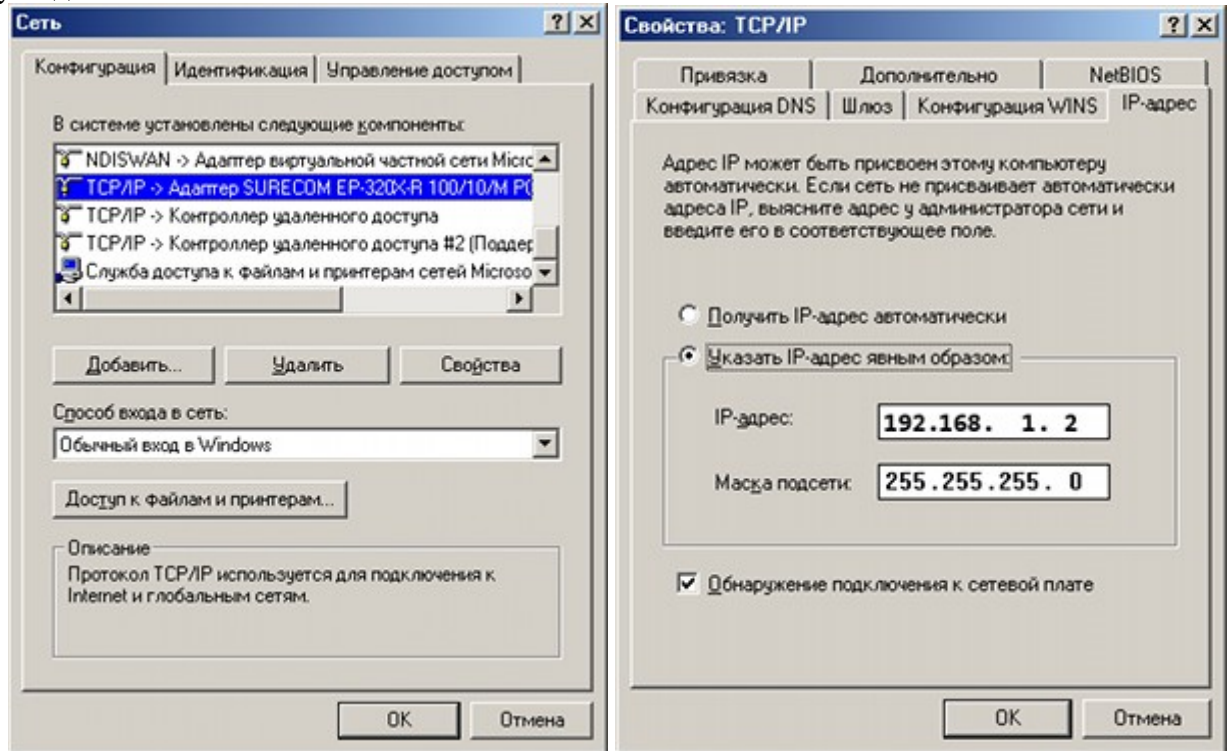 Сеть
Конфигурация Идентификация Управление доступом
В системе установлены следующие компоненты:
NDISWAN -> Адаптер виртуальной частной сети Micrc
TCP/IP -> Адаптер SURECOM EP-320X-R 100/10/M P(
TCP/IP -> Контроллер удаленного доступа
TCP/IP -> Контроллер удаленного доступа #2 (Поддер
Служба доступа к файлам и принтерам сетей Microso
Добавить... Удалить Свойства
Способ входа в сеть:
Обычный вход в Windows
Доступ к файлам и принтерам...
Описание
Протокол TCP/IP используется для подключения к
Internet и глобальным сетям.
OK Отмена
Свойства: TCP/IP
Привязка Дополнительно NetBIOS
Конфигурация DNS Шлюз Конфигурация WINS IP-адрес
Адрес IP может быть присвоен этому компьютеру
автоматически. Если сеть не присваивает автоматически
адреса IP, выясните адрес у администратора сети и
введите его в соответствующее поле.
Получить IP-адрес автоматически
Указать IP-адрес явным образом:
IP-адрес: 192.168. 1. 2
Маска подсети: 255.255.255. 0
Обнаружение подключения к сетевой плате
OK Отмена